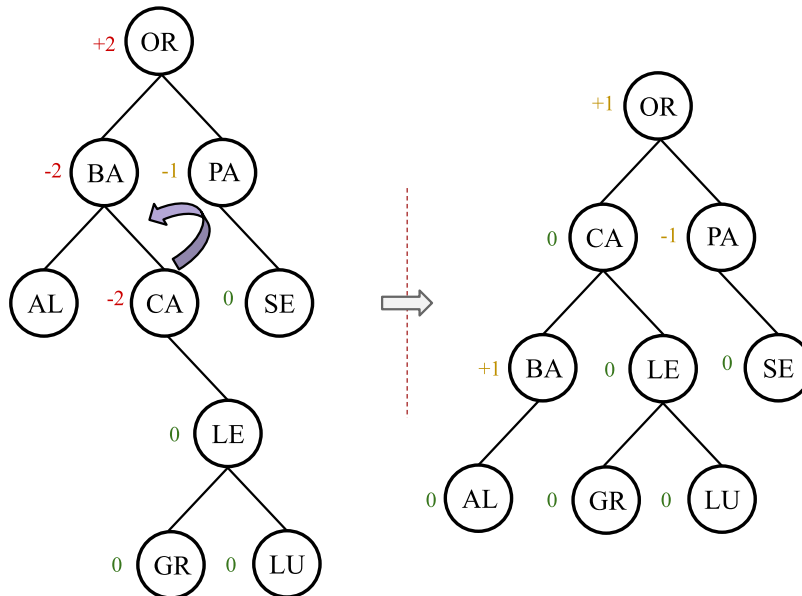 +2 OR
-2 BA -1 PA
AL -2 CA 0 SE
0 LE
0 GR 0 LU
+1 OR
0 CA -1 PA
+1 BA 0 LE 0 SE
0 AL 0 GR 0 LU